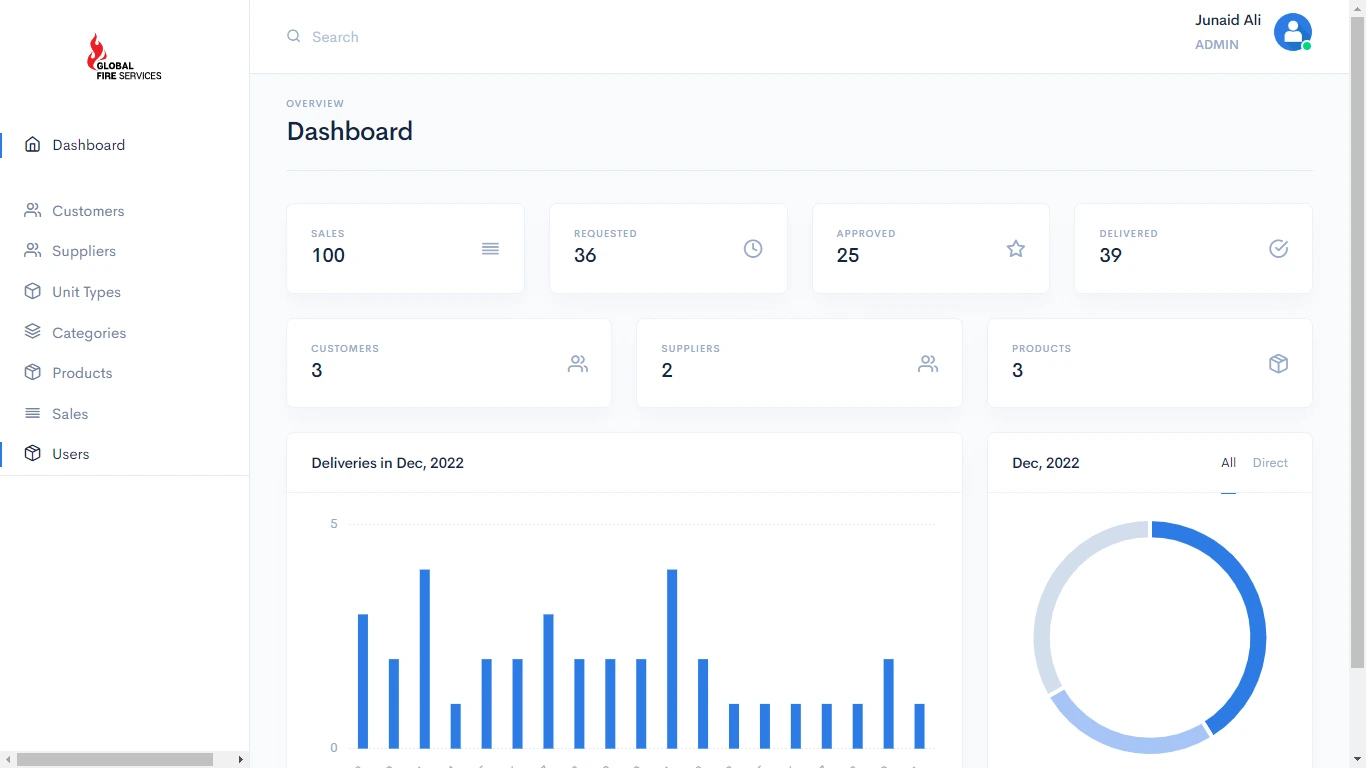 GLOBAL
FIRE SERVICES
Dashboard
Customers
Suppliers
Unit Types
Categories
Products
Sales
Users
Search
Junaid Ali
ADMIN
OVERVIEW
Dashboard
SALES
100
REQUESTED
36
APPROVED
25
DELIVERED
39
CUSTOMERS
3
SUPPLIERS
2
PRODUCTS
3
Deliveries in Dec, 2022
5
0
Dec, 2022
All Direct